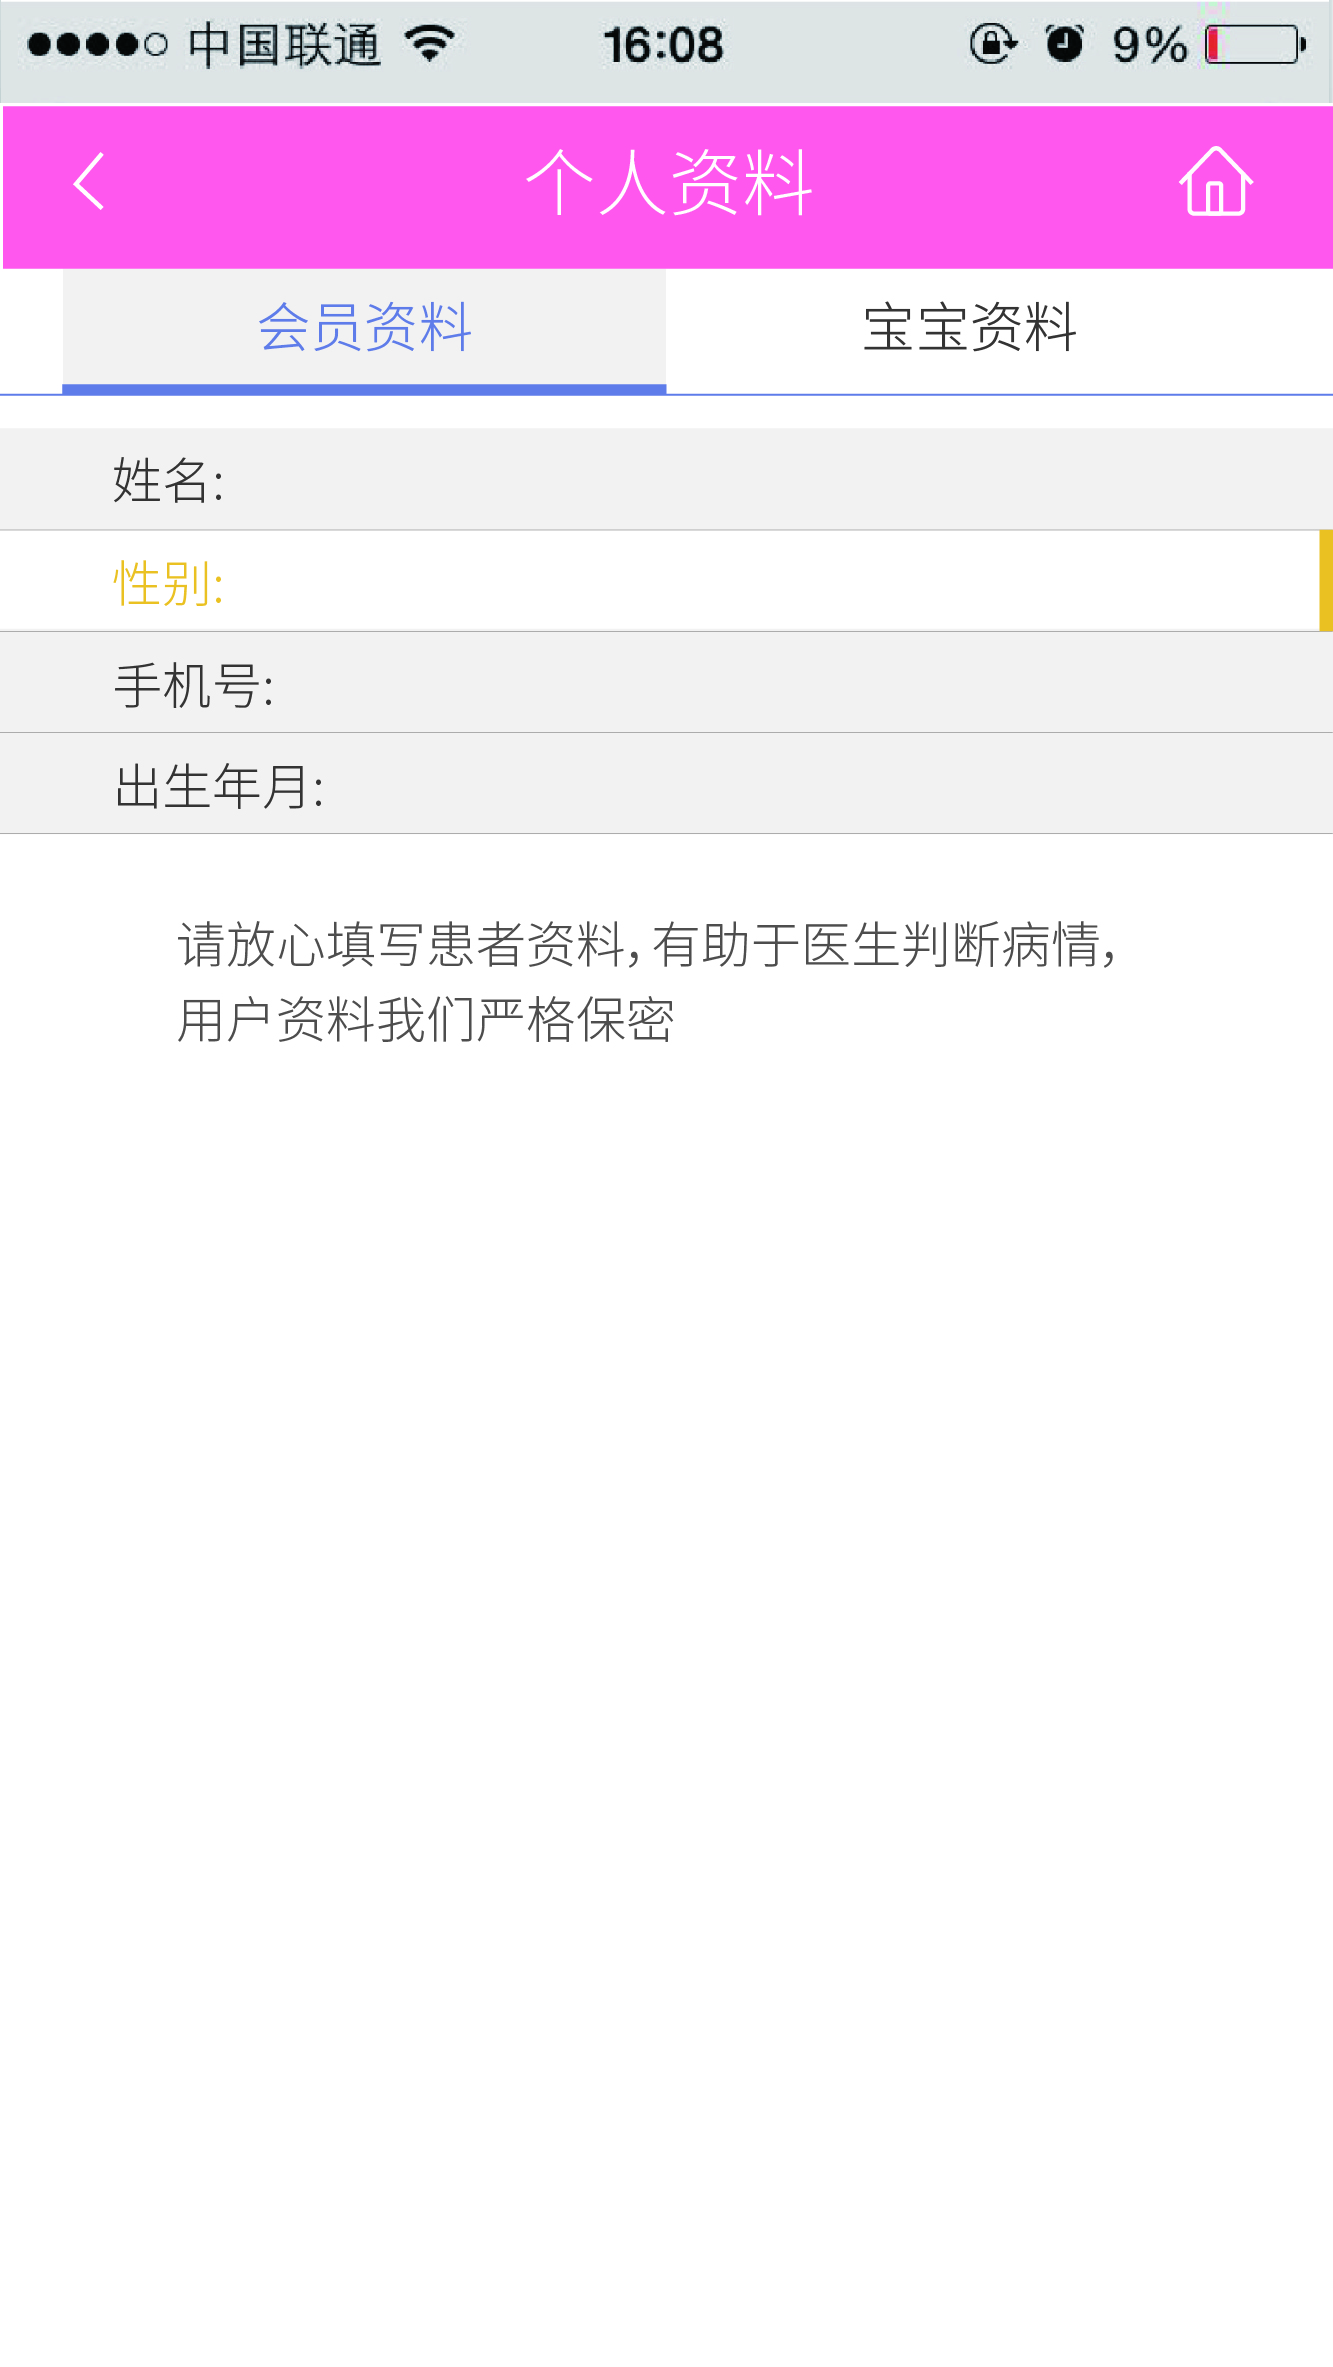 中国联通 16:08 9%
个人资料
会员资料 宝宝资料
姓名:
性别:
手机号:
出生年月:
请放心填写患者资料,有助于医生判断病情,
用户资料我们严格保密